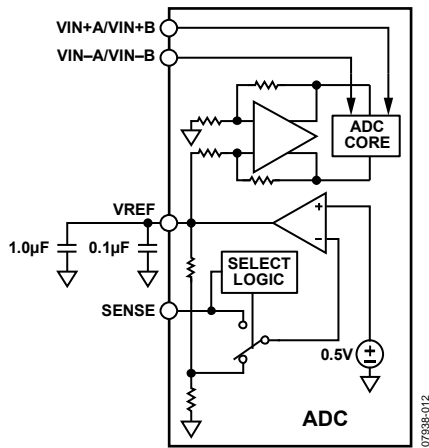 VIN+A/VIN+B
VIN–A/VIN–B
ADC
CORE
VREF
1.0µF
0.1µF
+
–
SELECT
LOGIC
SENSE
0.5V
+
–
ADC
07938-012